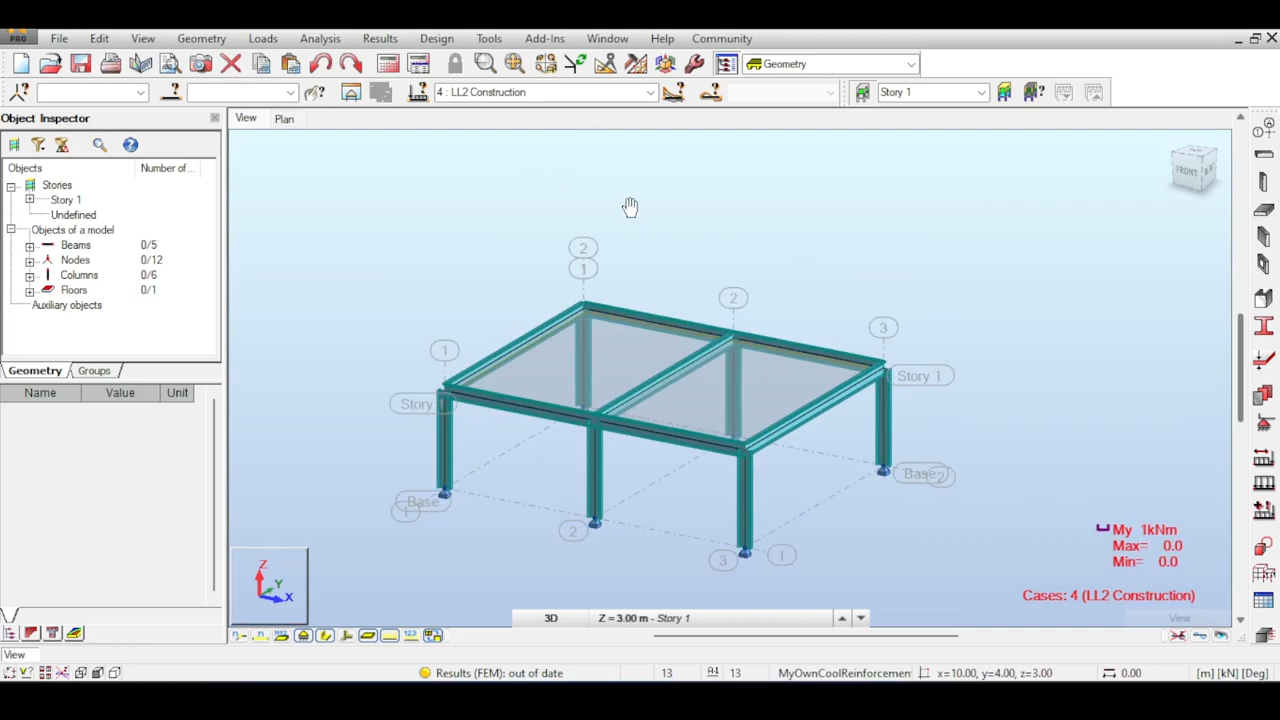 PRO File Edit View Geometry Loads Analysis Results Design Tools Add-Ins Window Help Community
Geometry
4 : LL2 Construction Story 1
Object Inspector View Plan
Objects Number of...
Stories
Story 1
Undefined
Objects of a model
Beams 0/5
Nodes 0/12
Columns 0/6
Floors 0/1
Auxiliary objects
Geometry Groups
Name Value Unit
FRONT
2
1
2
3
1
Story 1
Story
Base
2
Base
1
2
3
1
My 1kNm
Max= 0.0
Min= 0.0
Cases: 4 (LL2 Construction)
Z
Y
X
3D Z = 3.00 m - Story 1 View
View
Results (FEM): out of date 13 13 MyOwnCoolReinforcemen x=10.00, y=4.00, z=3.00 0.00 [m] [kN] [Deg]